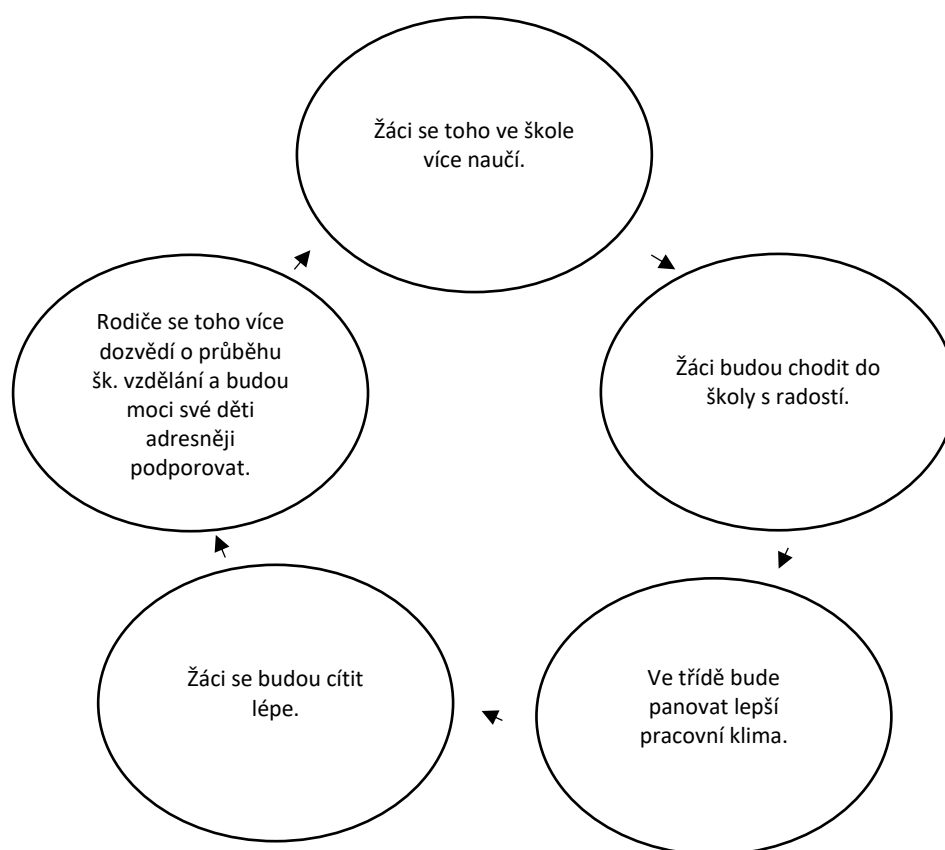 Žáci se toho ve škole
více naučí.
Rodiče se toho více
dozvědí o průběhu
šk. vzdělání a budou
moci své děti
adresněji
podporovat.
Žáci budou chodit do
školy s radostí.
Žáci se budou cítit
lépe.
Ve třídě bude
panovat lepší
pracovní klima.